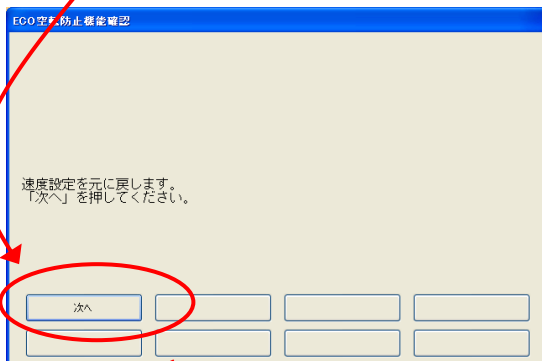 ECO空転防止機能確認
速度設定を元に戻します。
「次へ」を押してください。
次へ